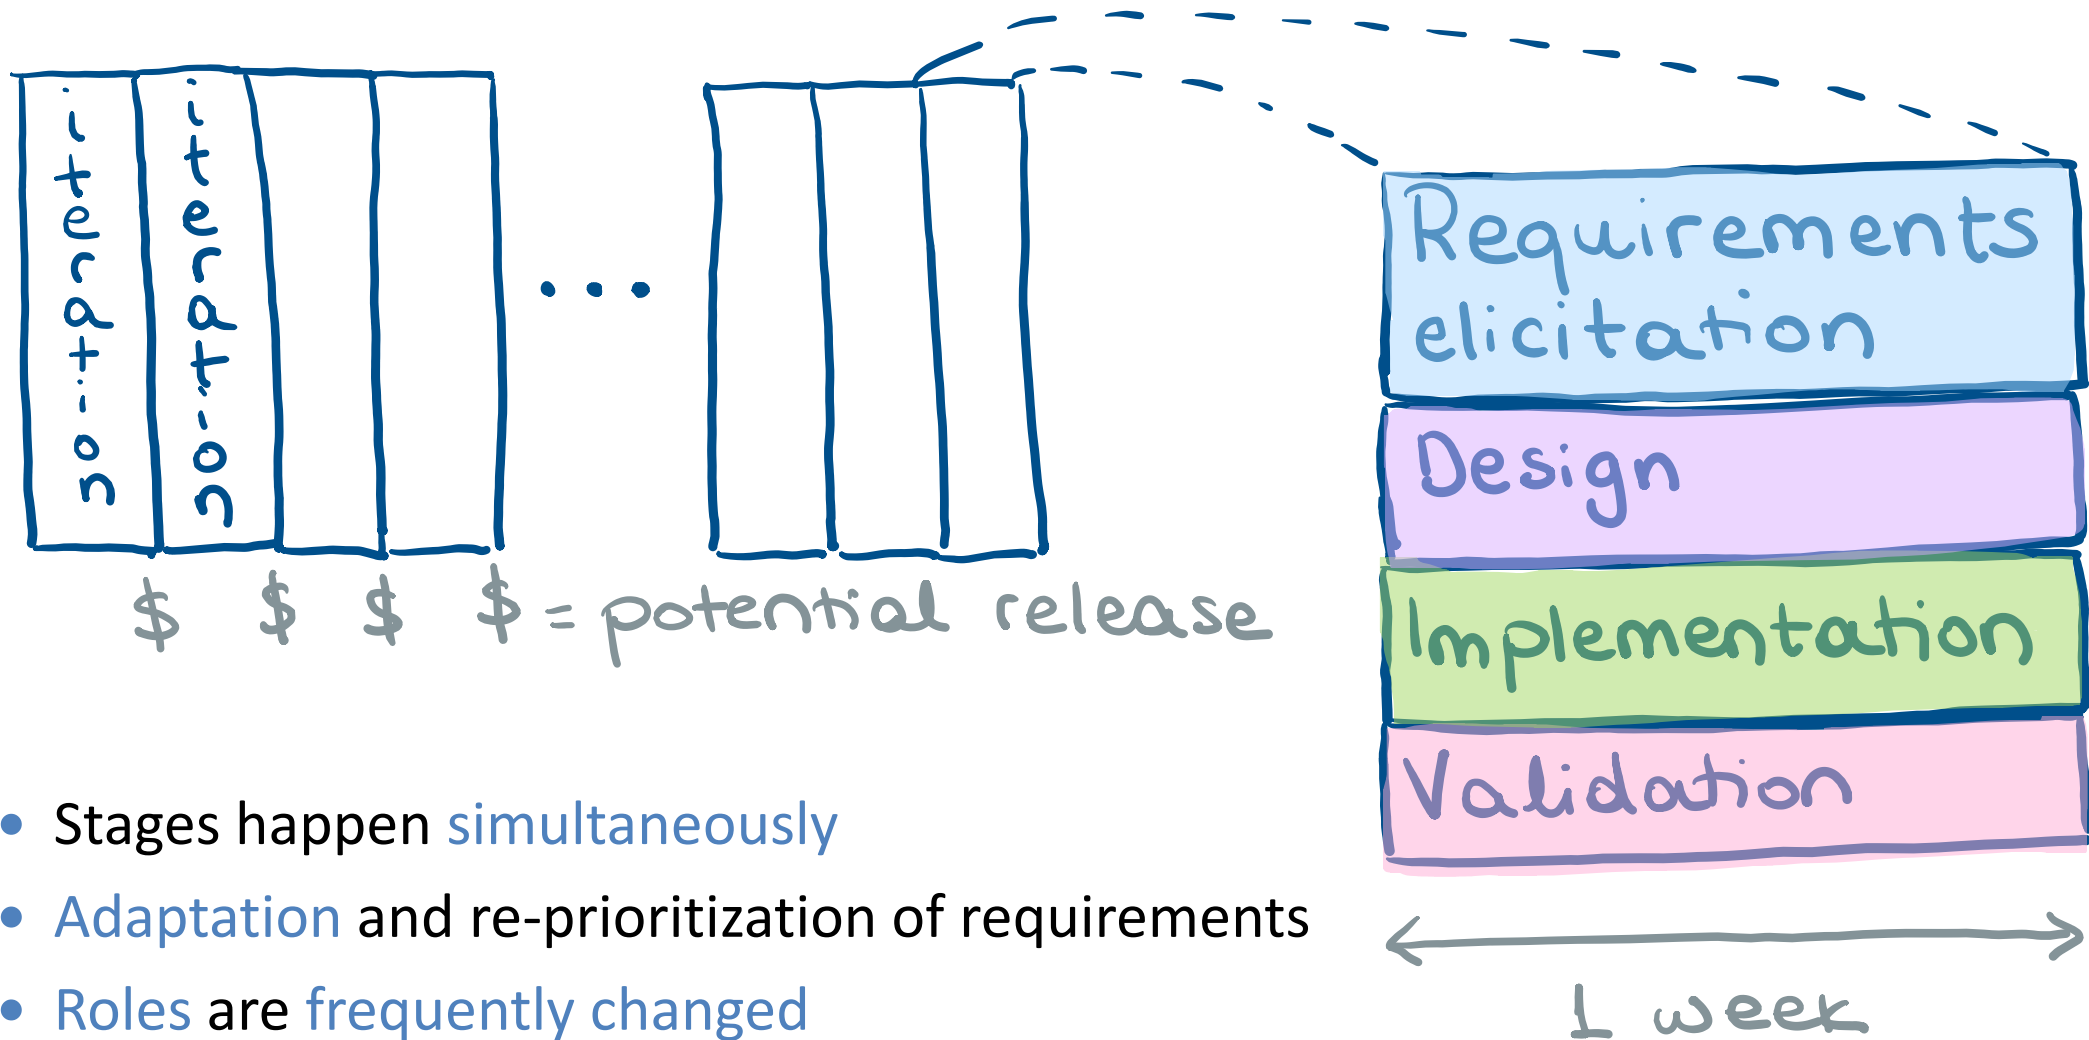 iteration
iteration
...
$ $ $ $ = potential release
Requirements
elicitation
Design
Implementation
Validation
1 week
• Stages happen simultaneously
• Adaptation and re-prioritization of requirements
• Roles are frequently changed